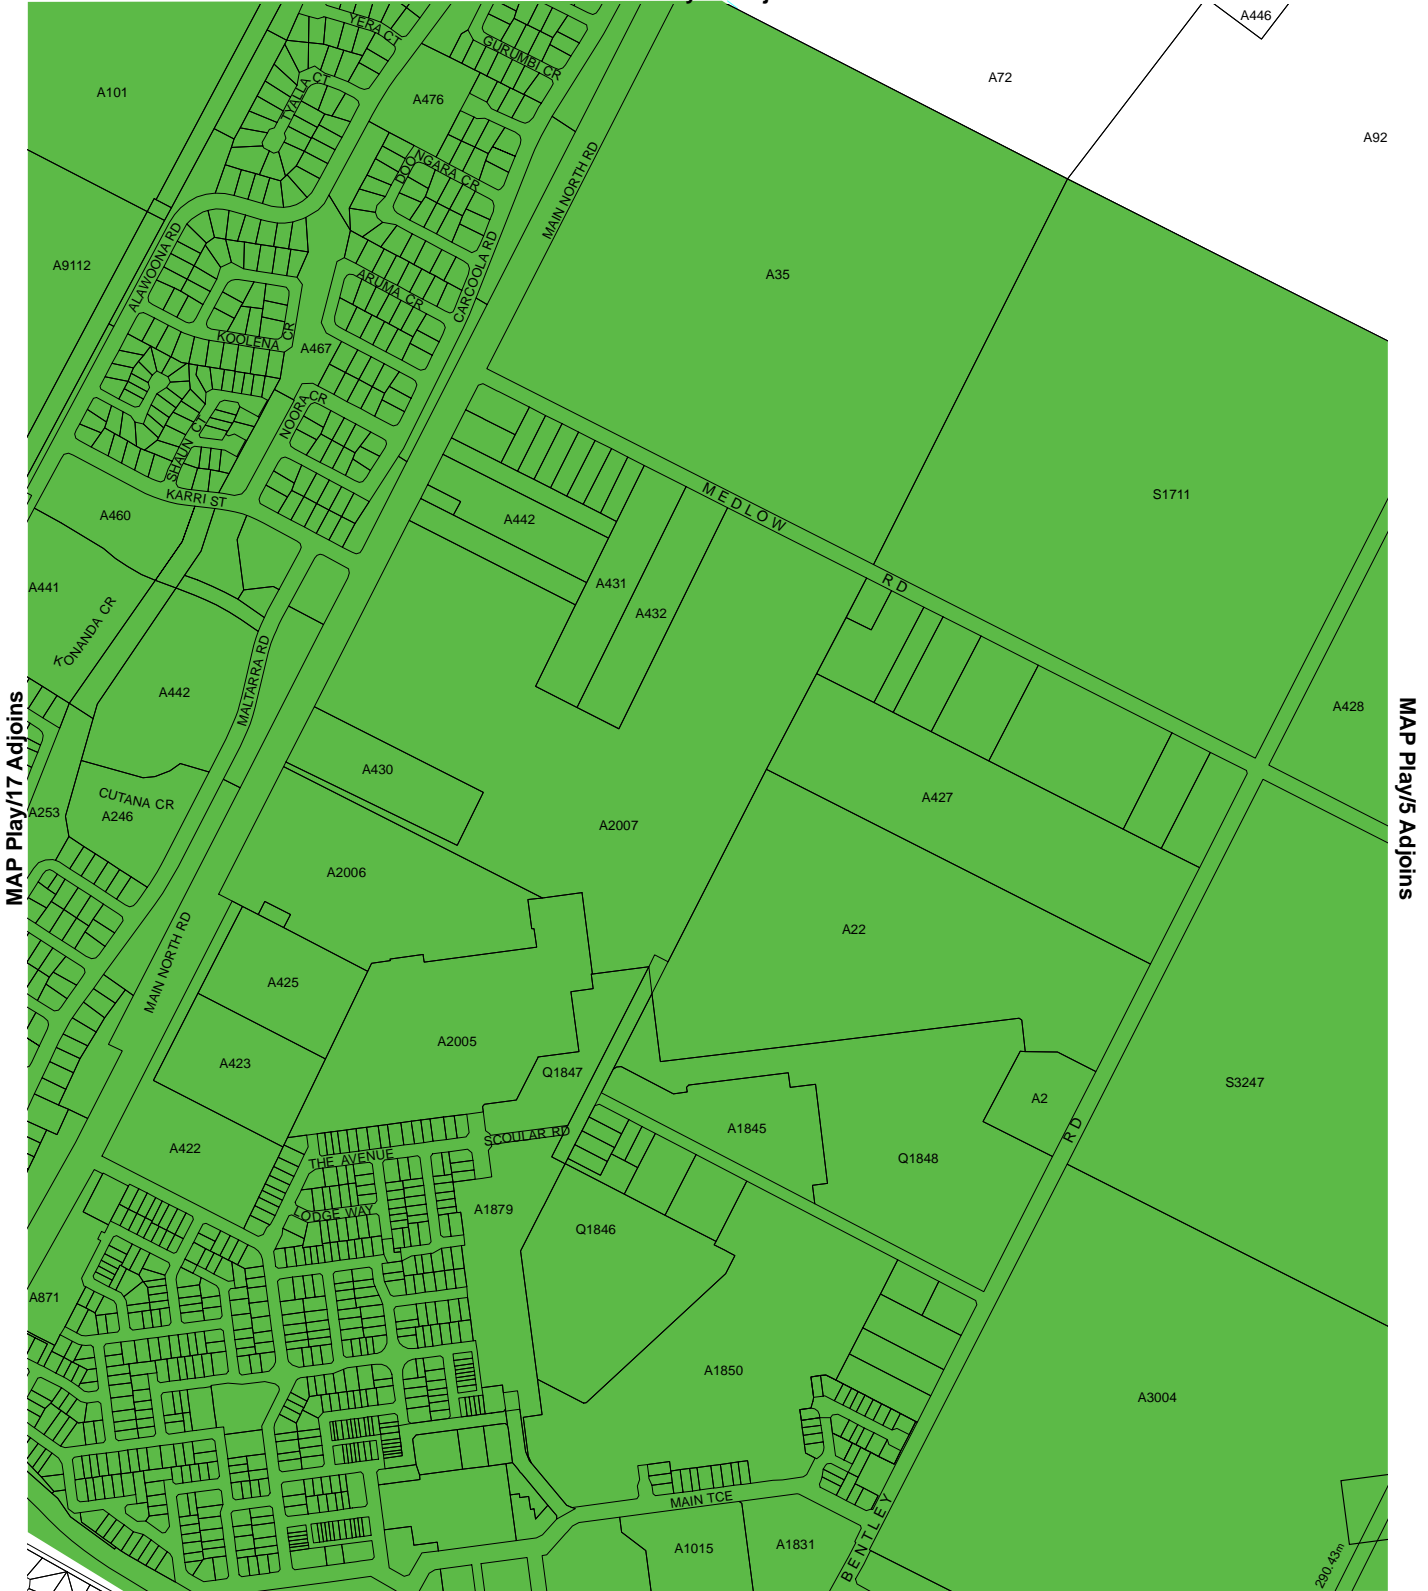 A446
YERA CT
GURUMBI CR
A72
A101
TYALLA CT
A476
A92
DOONGARA CR
MAIN NORTH RD
ALAWOONA RD
CARCOOLA RD
A9112
A35
ARUMA CR
KOOLENA CR
A467
NOORA CR
SHAUN CT
KARRI ST
MEDLOW RD
S1711
A460
A442
A441
A431
A432
KONANDA CR
MALTARRA RD
A442
A428
MAP Play/17 Adjoins
MAP Play/5 Adjoins
A430
A427
CUTANA CR
A253
A246
A2007
A2006
A22
MAIN NORTH RD
A425
A2005
A423
Q1847
S3247
A2
A1845
SCOULAR RD
A422
THE AVENUE
Q1848
A1879
LODGE WAY
Q1846
A871
A1850
A3004
MAIN TCE
BENTLEY RD
A1015
A1831
290.43m